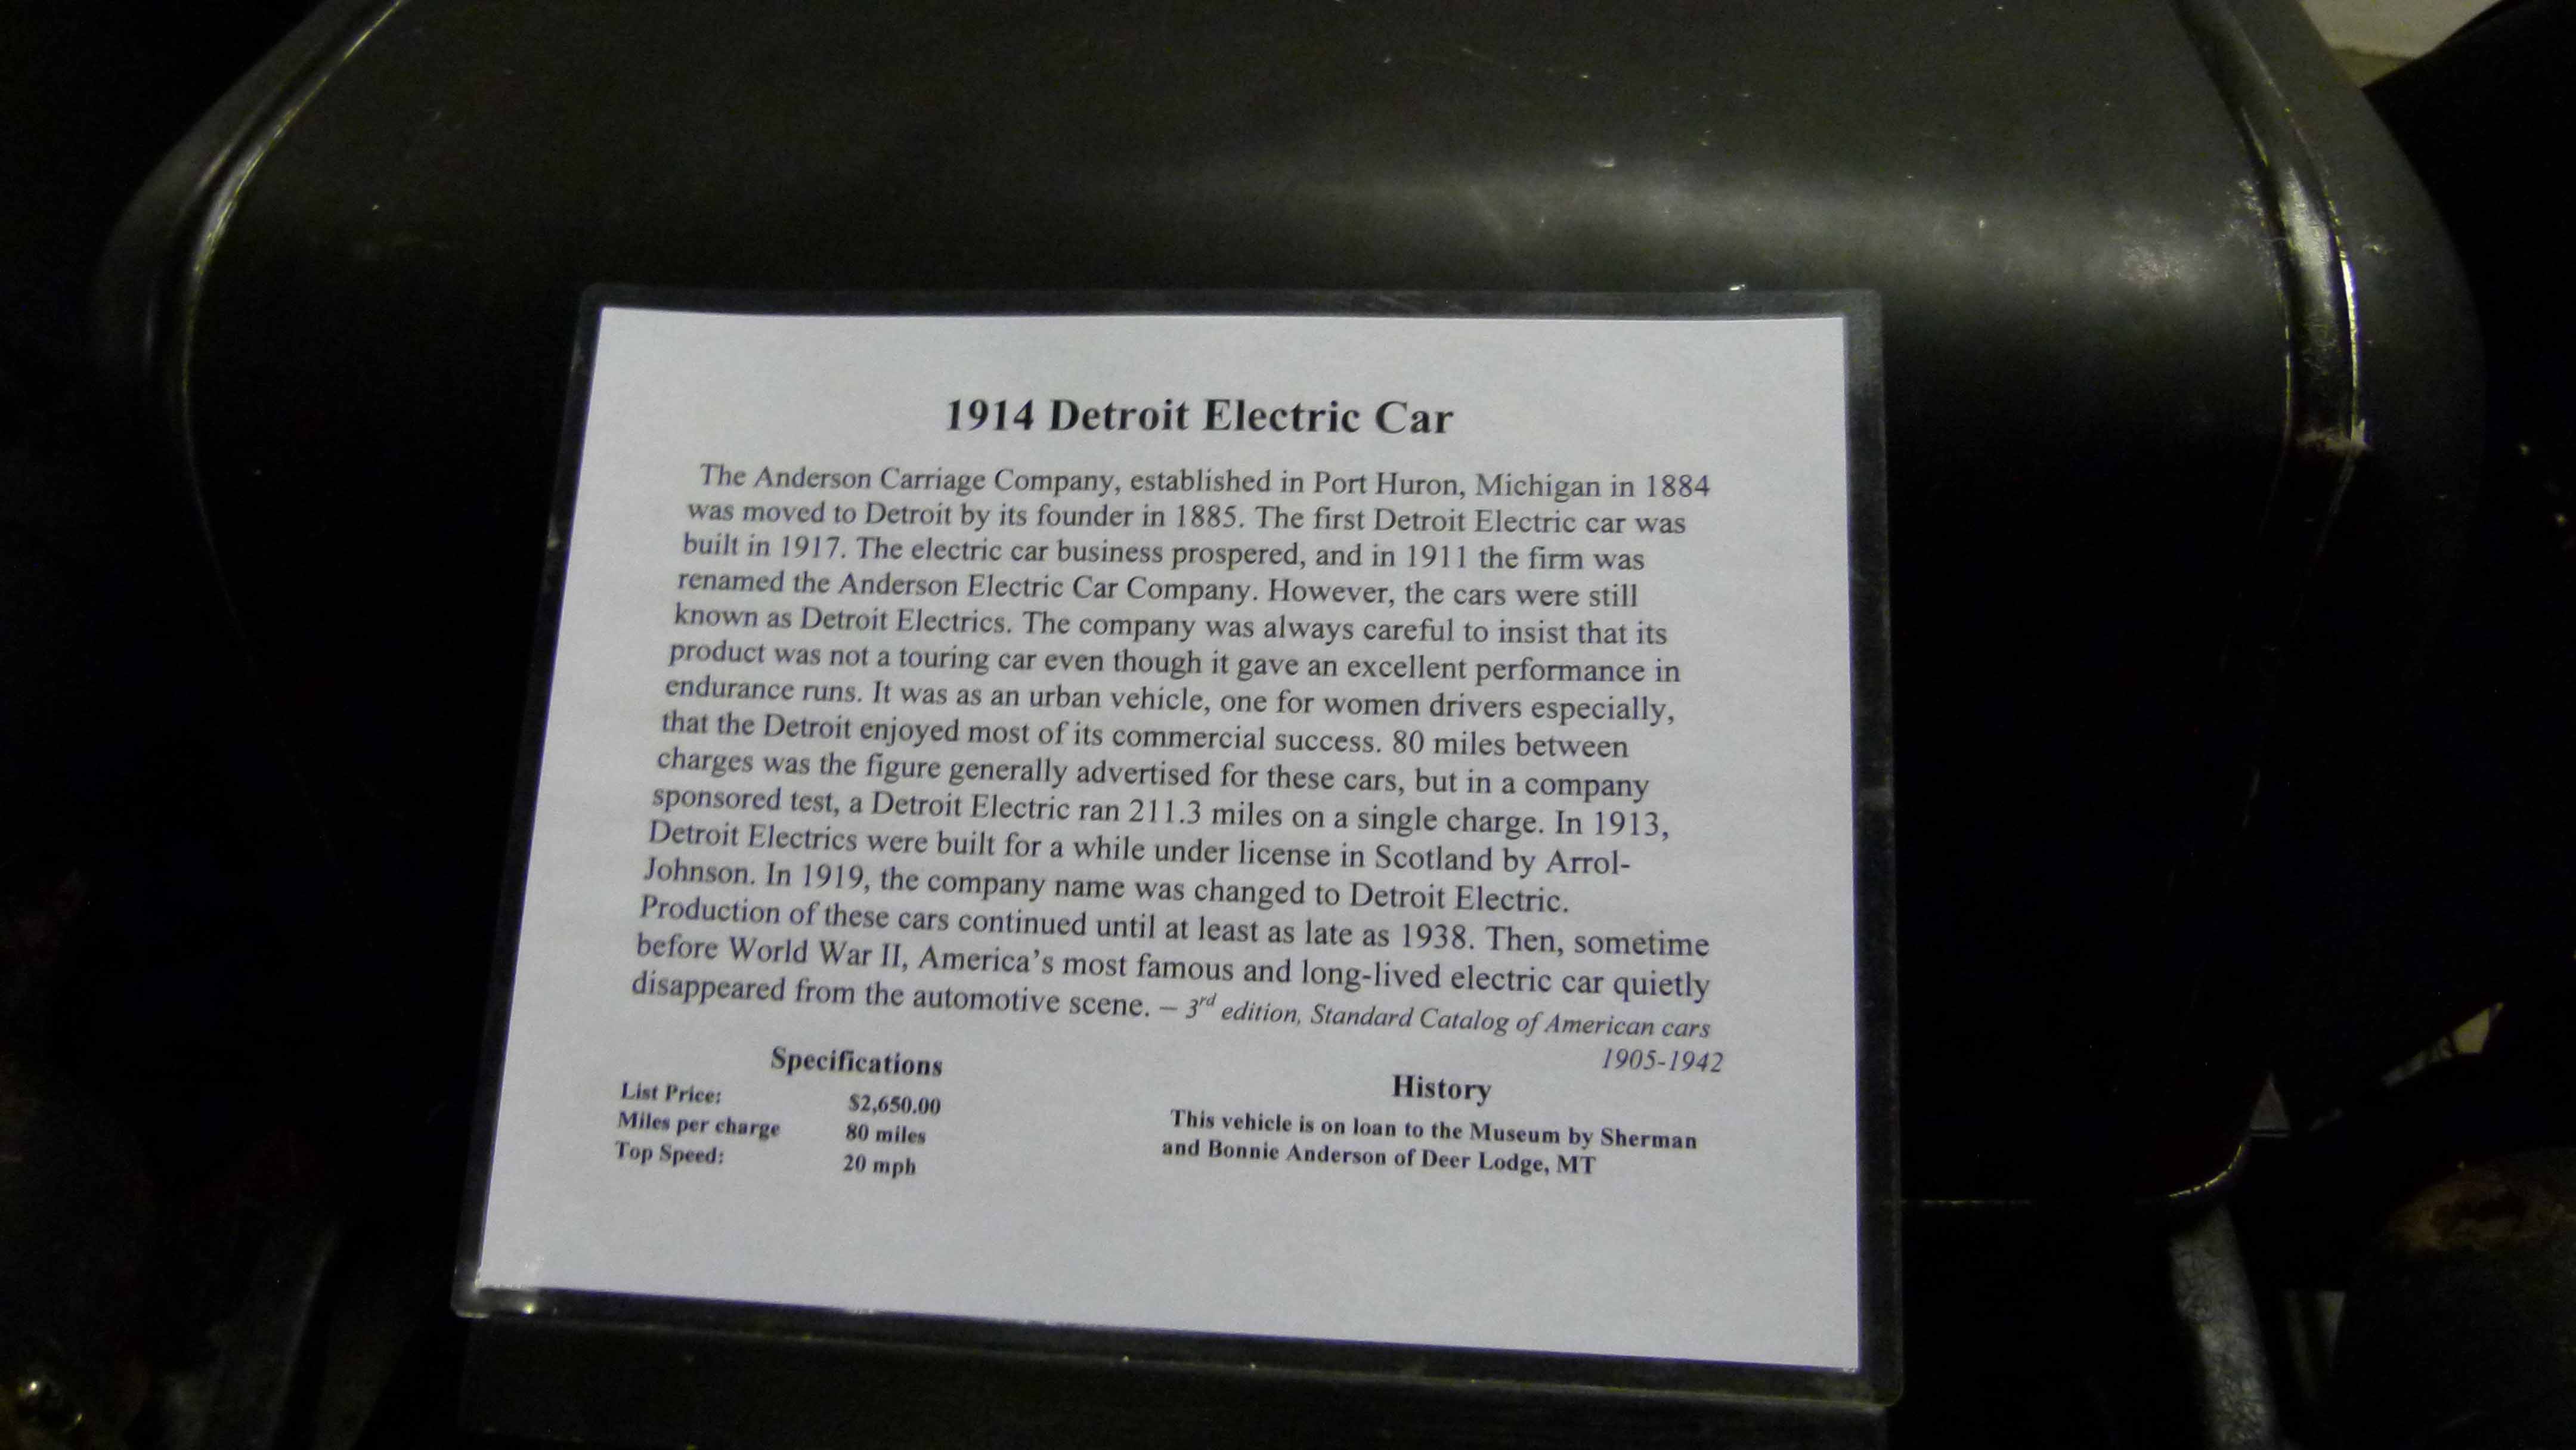 1914 Detroit Electric Car
The Anderson Carriage Company, established in Port Huron, Michigan in 1884
was moved to Detroit by its founder in 1885. The first Detroit Electric car was
built in 1917. The electric car business prospered, and in 1911 the firm was
renamed the Anderson Electric Car Company. However, the cars were still
known as Detroit Electrics. The company was always careful to insist that its
product was not a touring car even though it gave an excellent performance in
endurance runs. It was as an urban vehicle, one for women drivers especially,
that the Detroit enjoyed most of its commercial success. 80 miles between
charges was the figure generally advertised for these cars, but in a company
sponsored test, a Detroit Electric ran 211.3 miles on a single charge. In 1913,
Detroit Electrics were built for a while under license in Scotland by Arrol-
Johnson. In 1919, the company name was changed to Detroit Electric.
Production of these cars continued until at least as late as 1938. Then, sometime
before World War II, America's most famous and long-lived electric car quietly
disappeared from the automotive scene. – 3rd edition, Standard Catalog of American cars
1905-1942
Specifications
List Price: $2,650.00
Miles per charge 80 miles
Top Speed: 20 mph
History
This vehicle is on loan to the Museum by Sherman
and Bonnie Anderson of Deer Lodge, MT